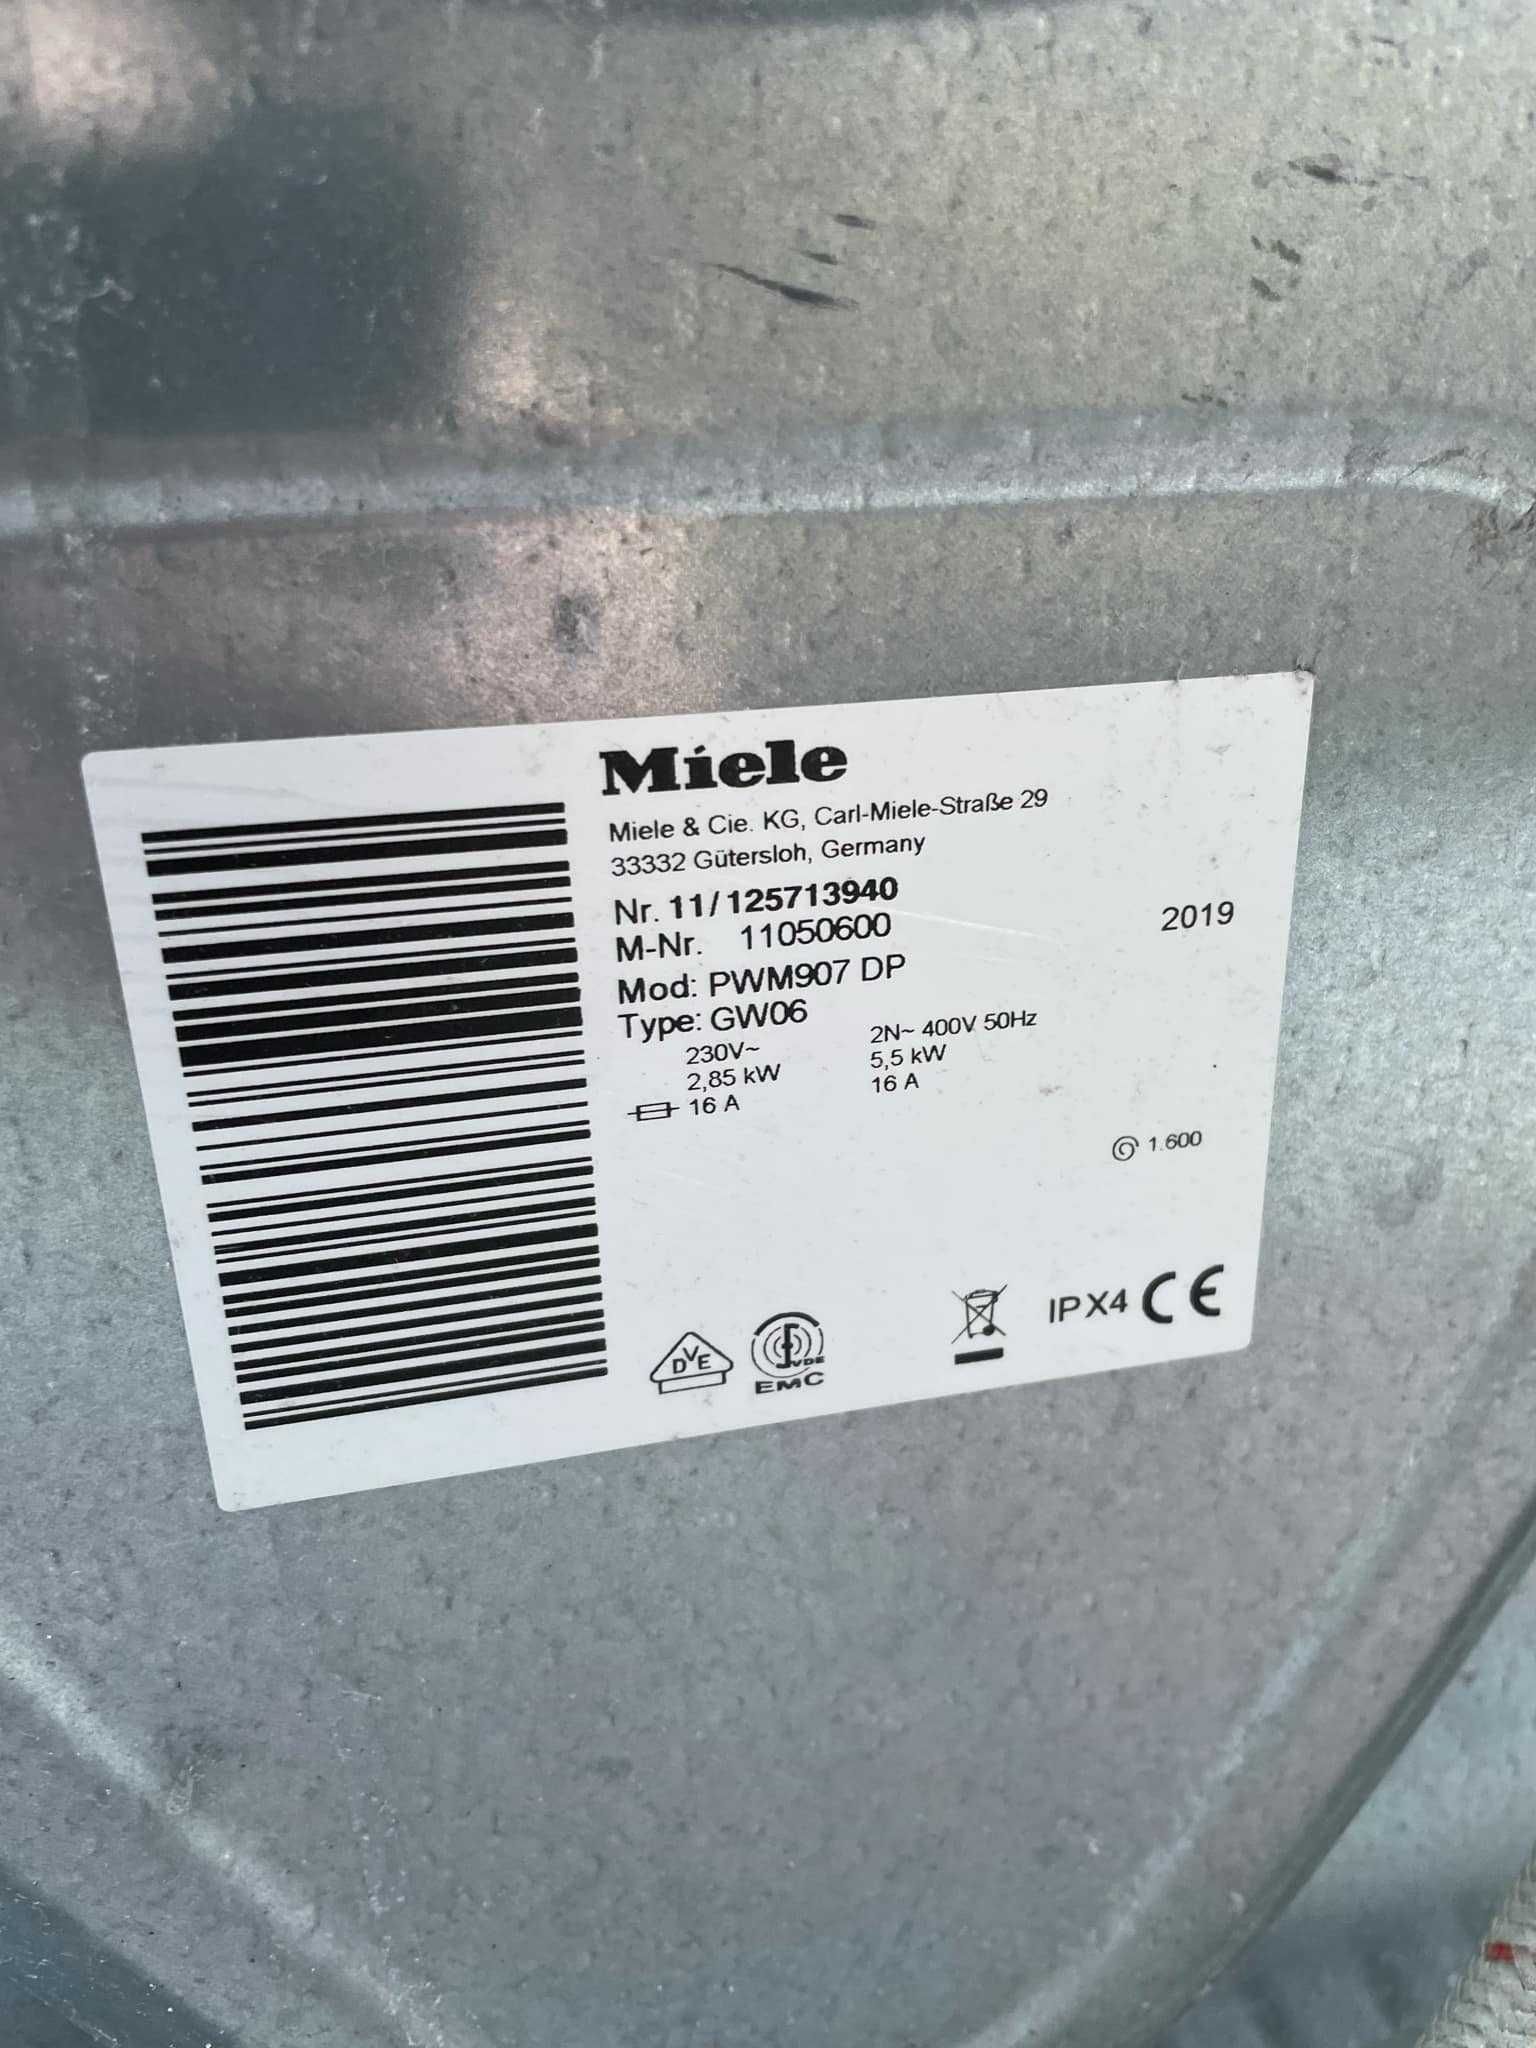 Miele
Miele & Cie. KG, Carl-Miele-Straße 29
33332 Gütersloh, Germany
Nr. 11/125713940
M-Nr. 11050600
2019
Mod: PWM907 DP
Type: GW06
230V~ 2N~ 400V 50Hz
2,85 kW 5,5 kW
16 A 16 A
1.600
DVE
VDE
EMC
IPX4 CE